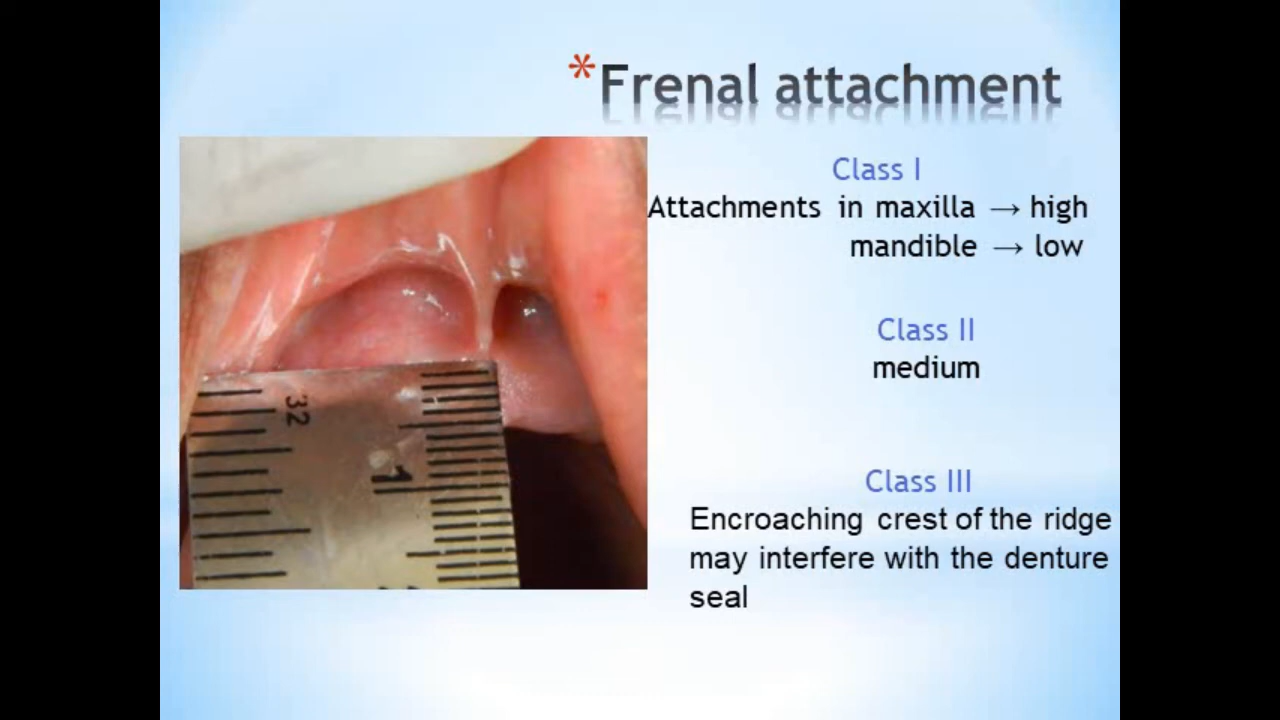 *Frenal attachment
Class I
Attachments in maxilla → high
mandible → low
Class II
medium
Class III
Encroaching crest of the ridge
may interfere with the denture
seal
32
1